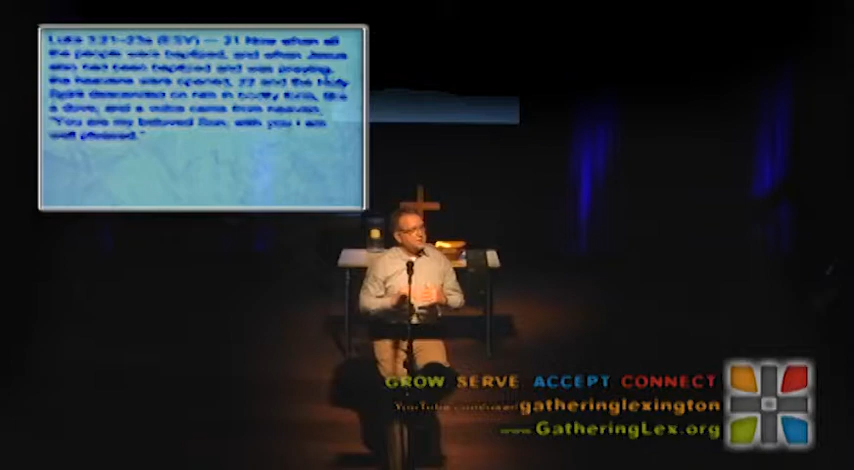 Luke 3:21-22a (ESV) — 21 Now when all
the people were baptized, and when Jesus
also had been baptized and was praying,
the heavens were opened, 22 and the Holy
Spirit descended on him in bodily form, like
a dove; and a voice came from heaven,
"You are my beloved Son; with you I am
well pleased."
GROW SERVE ACCEPT CONNECT
YouTube.com/user/gatheringlexington
www.GatheringLex.org